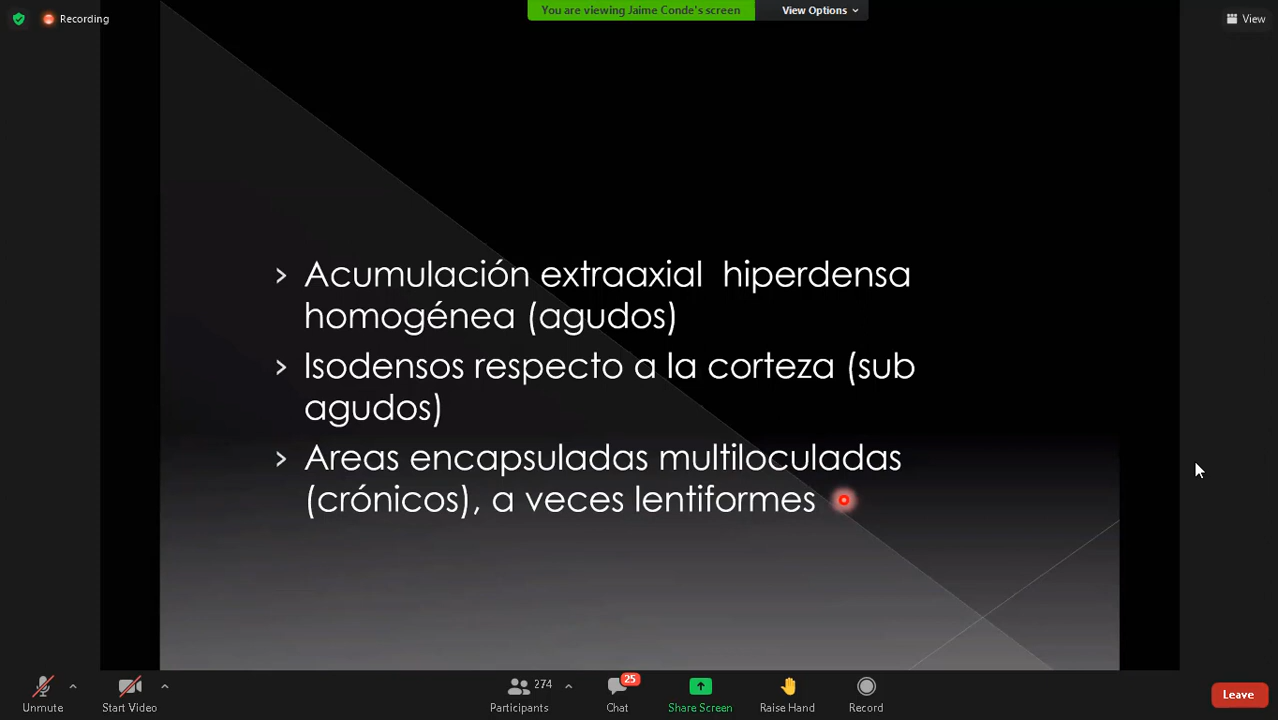 Recording
You are viewing Jaime Conde's screen
View Options
View
› Acumulación extraaxial hiperdensa
homogénea (agudos)
› Isodensos respecto a la corteza (sub
agudos)
› Areas encapsuladas multiloculadas
(crónicos), a veces lentiformes
Unmute
Start Video
274
Participants
25
Chat
Share Screen
Raise Hand
Record
Leave